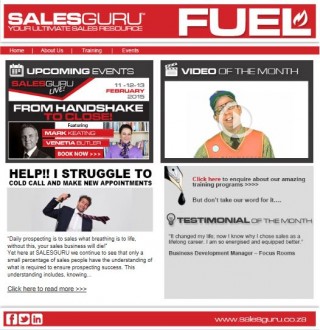 SALESGURU
YOUR ULTIMATE SALES RESOURCE
FUEL
Home | About Us | Training | Events
UPCOMING EVENTS
SALESGURU
LIVE!
11 -12-13
FEBRUARY
2015
FROM HANDSHAKE
TO CLOSE!
Featuring
MARK KEATING
VENETIA BUTLER
BOOK NOW >>>
HELP!! I STRUGGLE TO
COLD CALL AND MAKE NEW APPOINTMENTS
"Daily prospecting is to sales what breathing is to life,
without this, your sales business will die!"
Yet here at SALESGURU we continue to see that only a
small percentage of sales people have the understanding of
what is required to ensure prospecting success. This
understanding includes, knowing...
Click here to read more!
VIDEO OF THE MONTH
Click here to enquire about our amazing
training programs >>>>
But don't take our word for it....
TESTIMONIAL OF THE MONTH
"It changed my life; now I know why I chose sales as a
lifelong career. I am so energised and equipped better."
Business Development Manager – Focus Rooms
www.salesguru.co.za